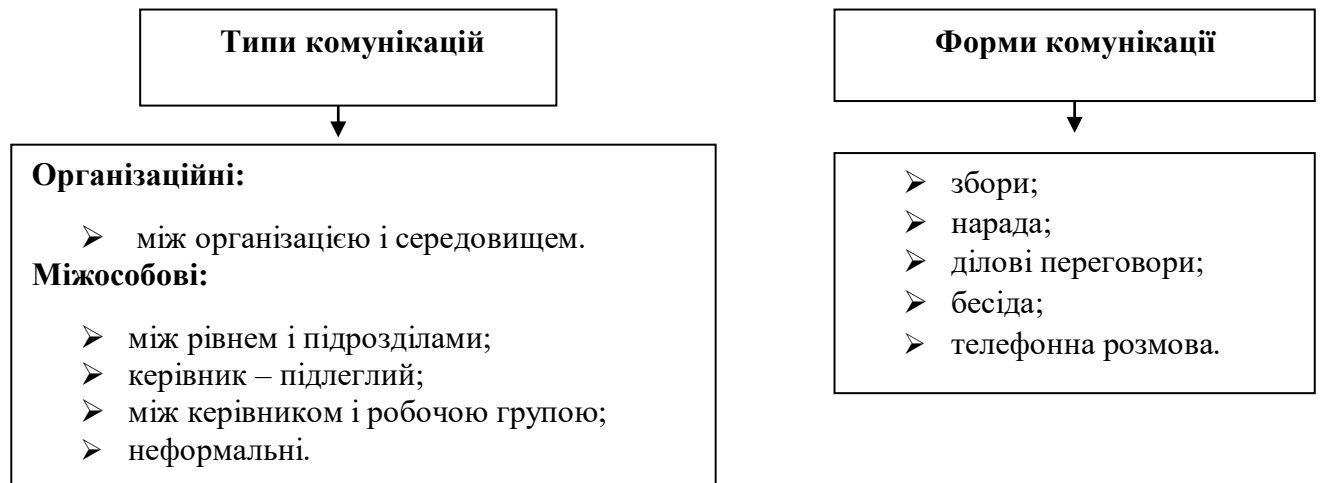 Типи комунікацій
Організаційні:
➢ між організацією і середовищем.
Міжособові:
➢ між рівнем і підрозділами;
➢ керівник – підлеглий;
➢ між керівником і робочою групою;
➢ неформальні.
Форми комунікації
➢ збори;
➢ нарада;
➢ ділові переговори;
➢ бесіда;
➢ телефонна розмова.